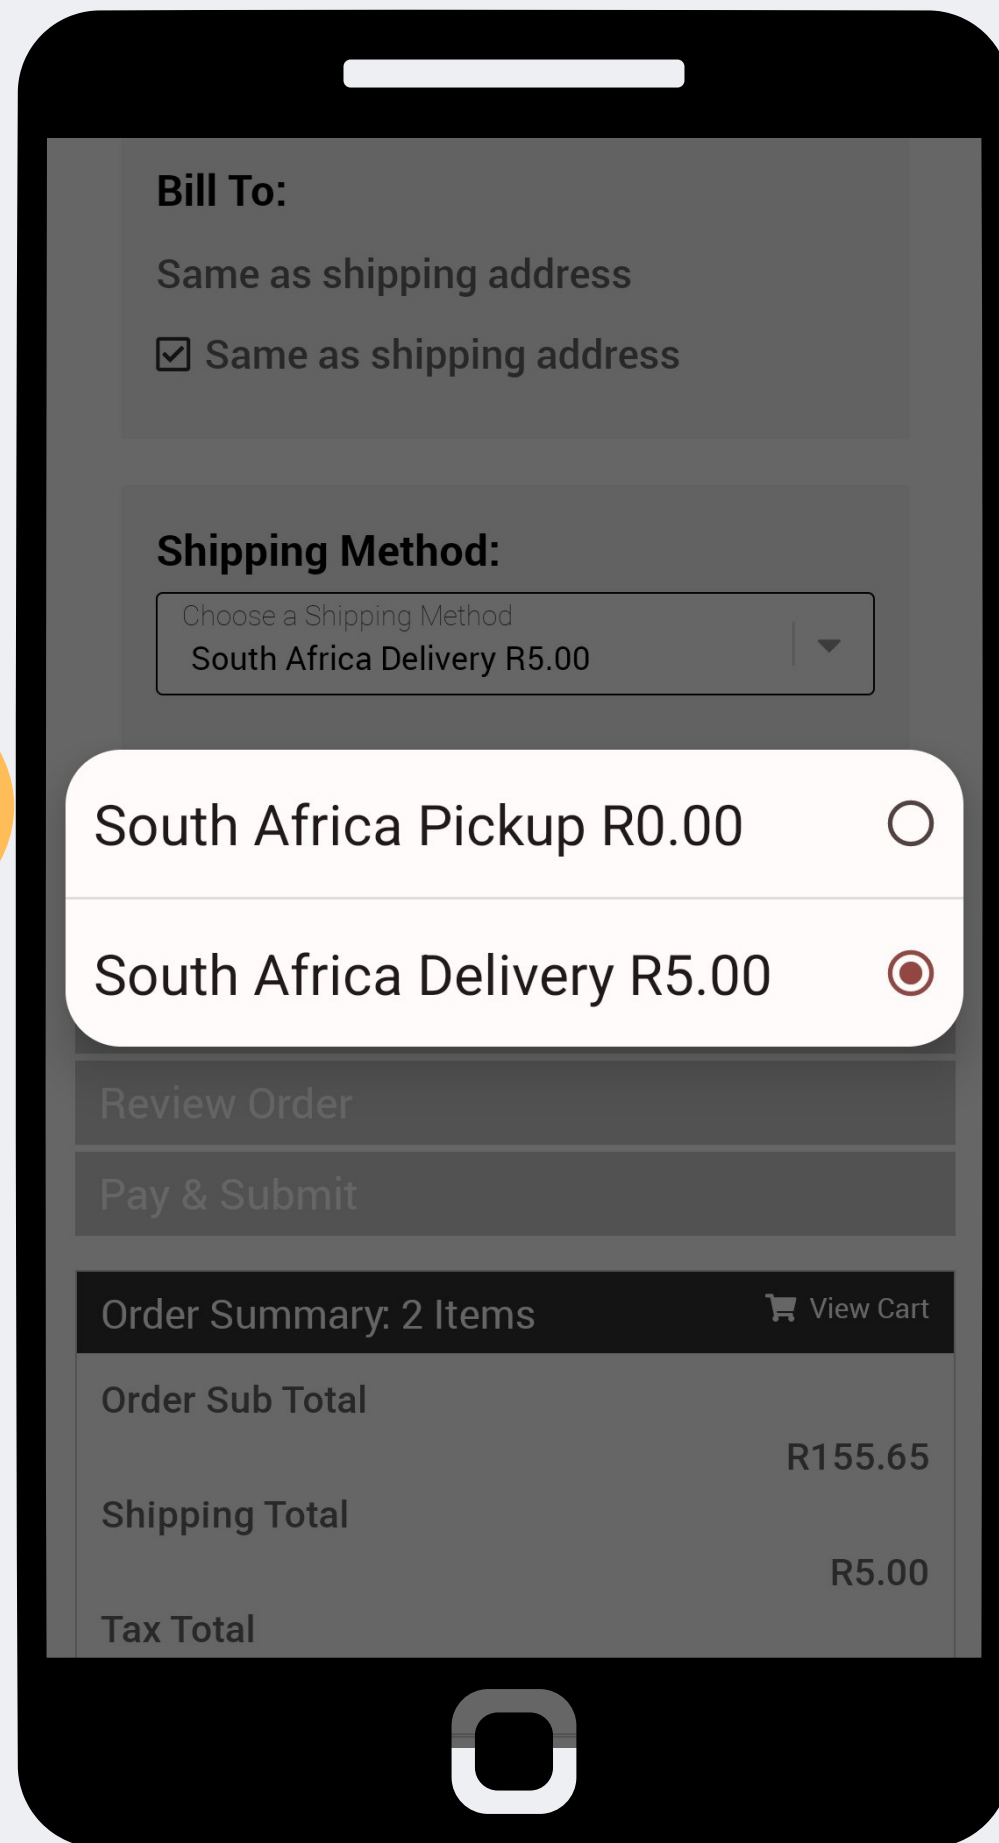 Bill To:
Same as shipping address
Same as shipping address
Shipping Method:
Choose a Shipping Method
South Africa Delivery R5.00
South Africa Pickup R0.00
South Africa Delivery R5.00
Review Order
Pay & Submit
Order Summary: 2 Items View Cart
Order Sub Total
R155.65
Shipping Total
R5.00
Tax Total